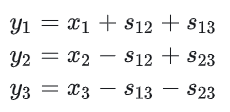 y₁ = x₁ + s₁₂ + s₁₃
y₂ = x₂ − s₁₂ + s₂₃
y₃ = x₃ − s₁₃ − s₂₃